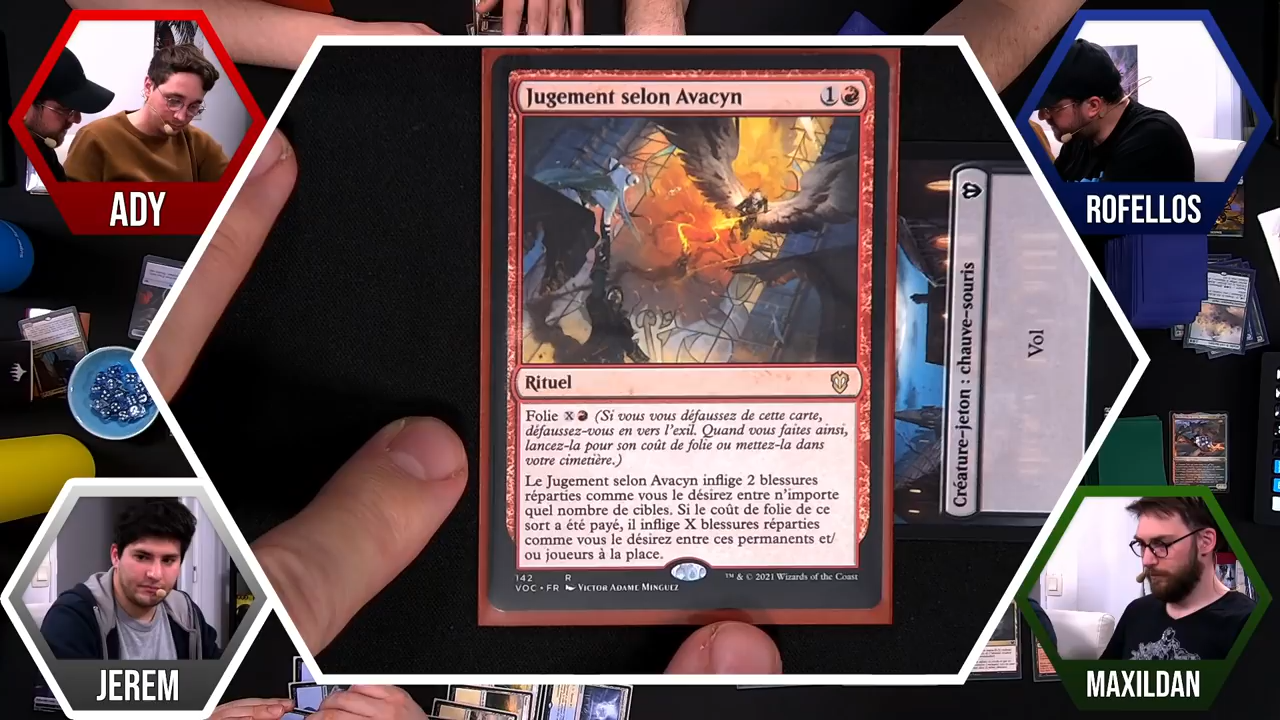 Jugement selon Avacyn 1
Rituel
Folie X (Si vous vous défaussez de cette carte,
défaussez-vous en vers l'exil. Quand vous faites ainsi,
lancez-la pour son coût de folie ou mettez-la dans
votre cimetière.)
Le Jugement selon Avacyn inflige 2 blessures
réparties comme vous le désirez entre n'importe
quel nombre de cibles. Si le coût de folie de ce
sort a été payé, il inflige X blessures réparties
comme vous le désirez entre ces permanents et/
ou joueurs à la place.
142 R
VOC • FR VICTOR ADAME MINGUEZ
™ & © 2021 Wizards of the Coast
Créature-jeton : chauve-souris
Vol
ADY
ROFELLOS
JEREM
MAXILDAN